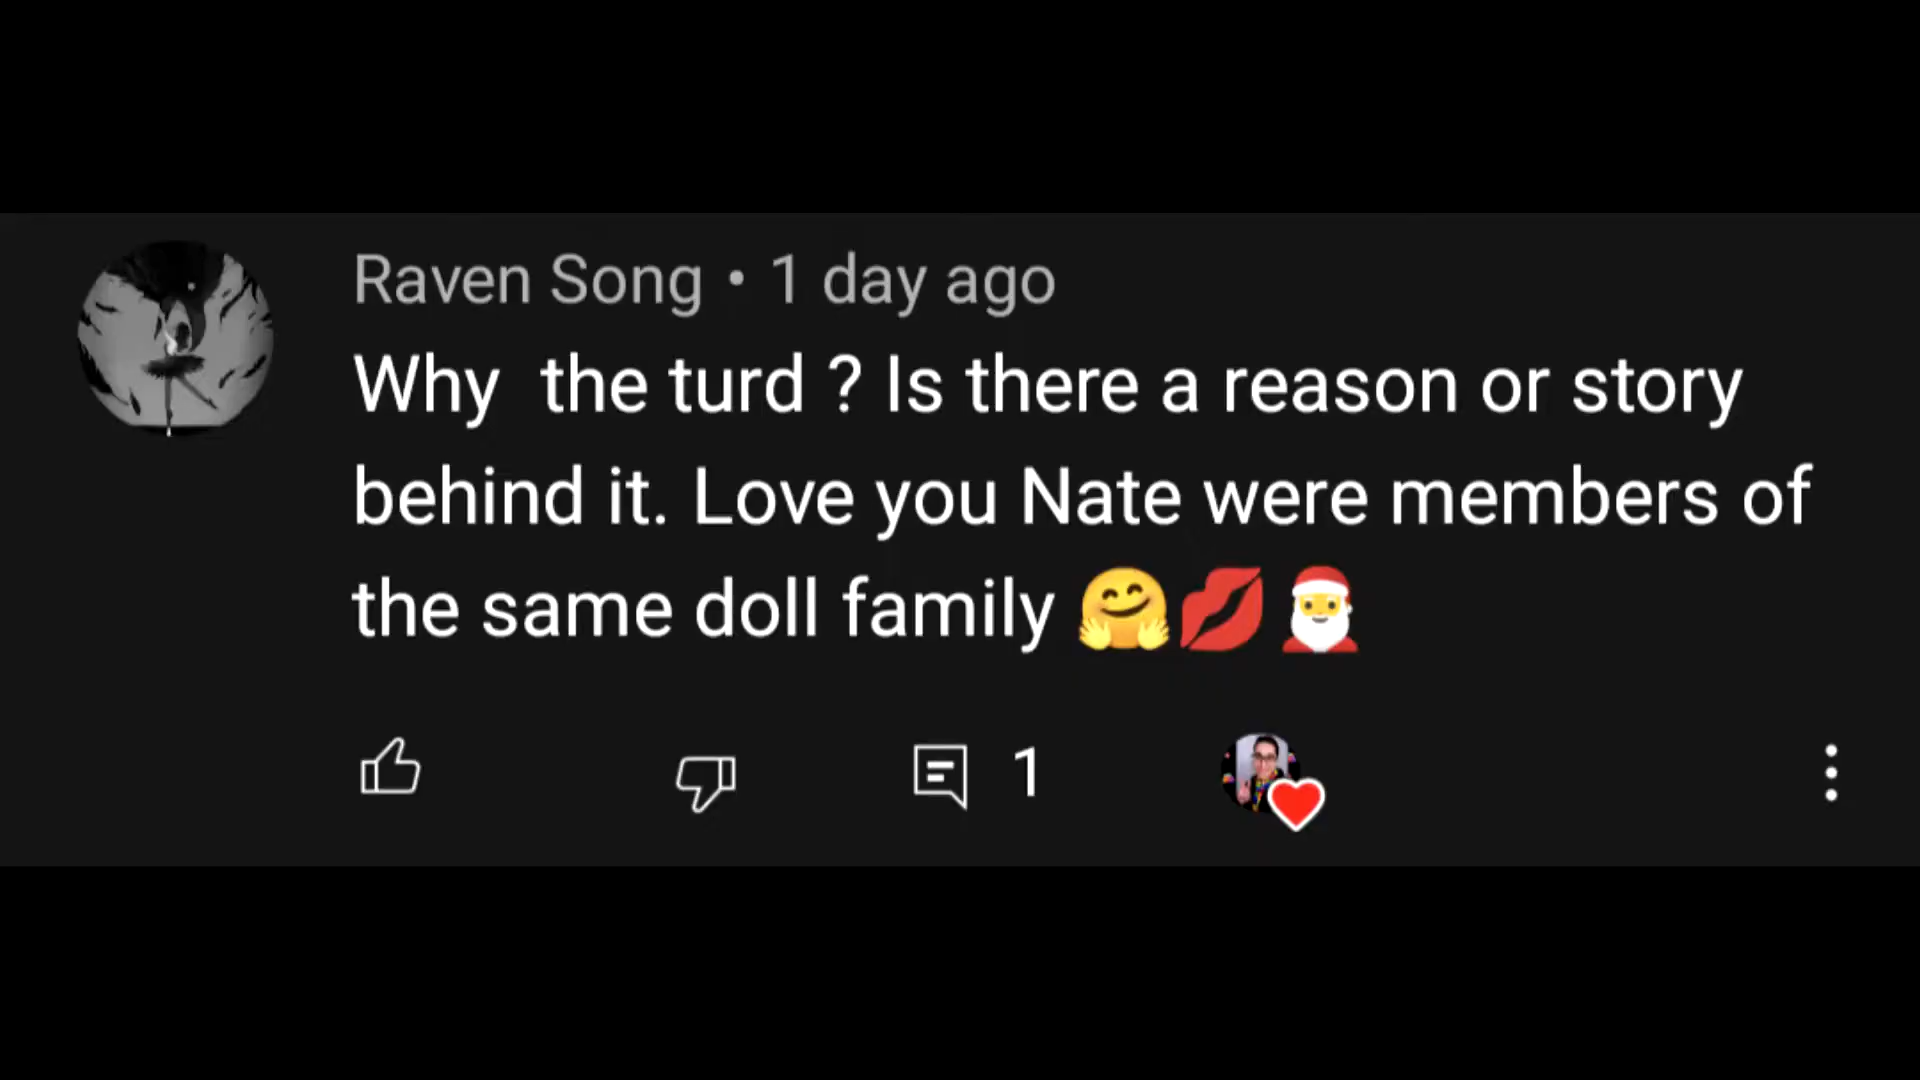 Raven Song • 1 day ago
Why  the turd ? Is there a reason or story
behind it. Love you Nate were members of
the same doll family 🤗💋🎅
1